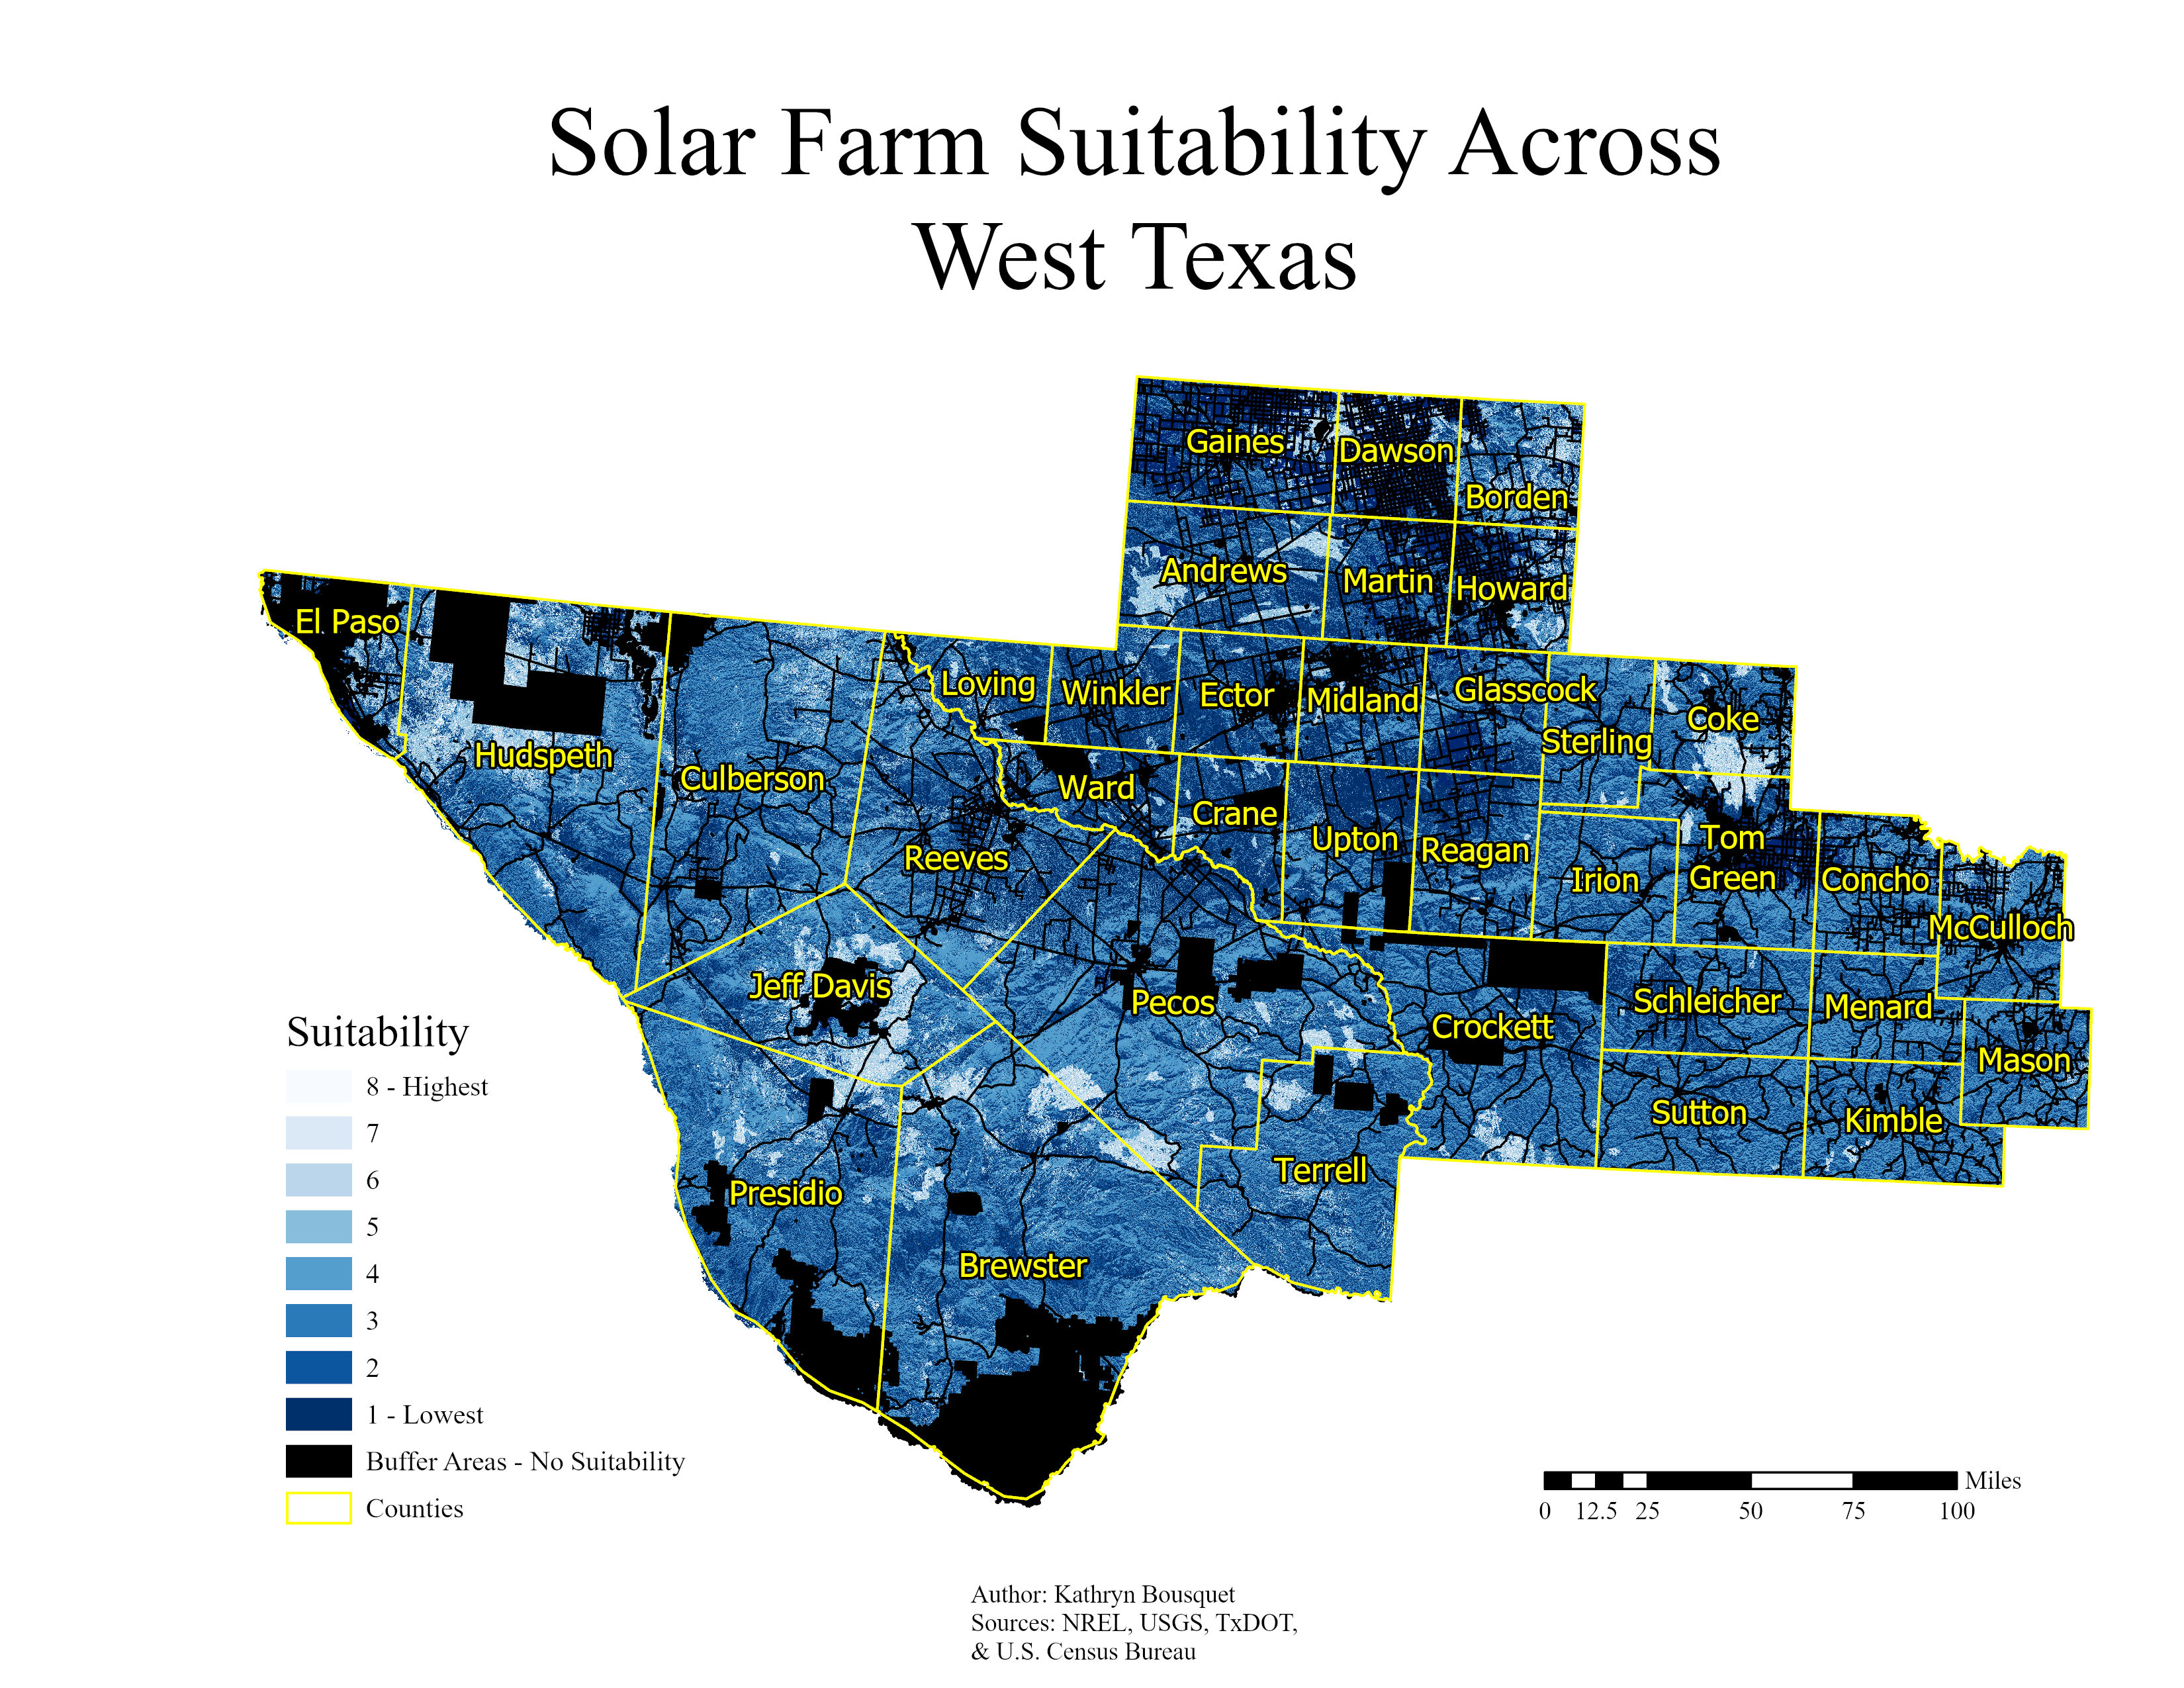 Solar Farm Suitability Across
West Texas
Gaines
Dawson
Borden
Andrews
Martin
Howard
El Paso
Hudspeth
Culberson
Loving
Winkler
Ector
Midland
Glasscock
Sterling
Coke
Ward
Crane
Upton
Reagan
Reeves
Irion
Tom
Green
Concho
McCulloch
Jeff Davis
Pecos
Crockett
Schleicher
Menard
Mason
Sutton
Kimble
Terrell
Presidio
Brewster
Suitability
8 - Highest
7
6
5
4
3
2
1 - Lowest
Buffer Areas - No Suitability
Counties
Miles
0 12.5 25 50 75 100
Author: Kathryn Bousquet
Sources: NREL, USGS, TxDOT,
& U.S. Census Bureau